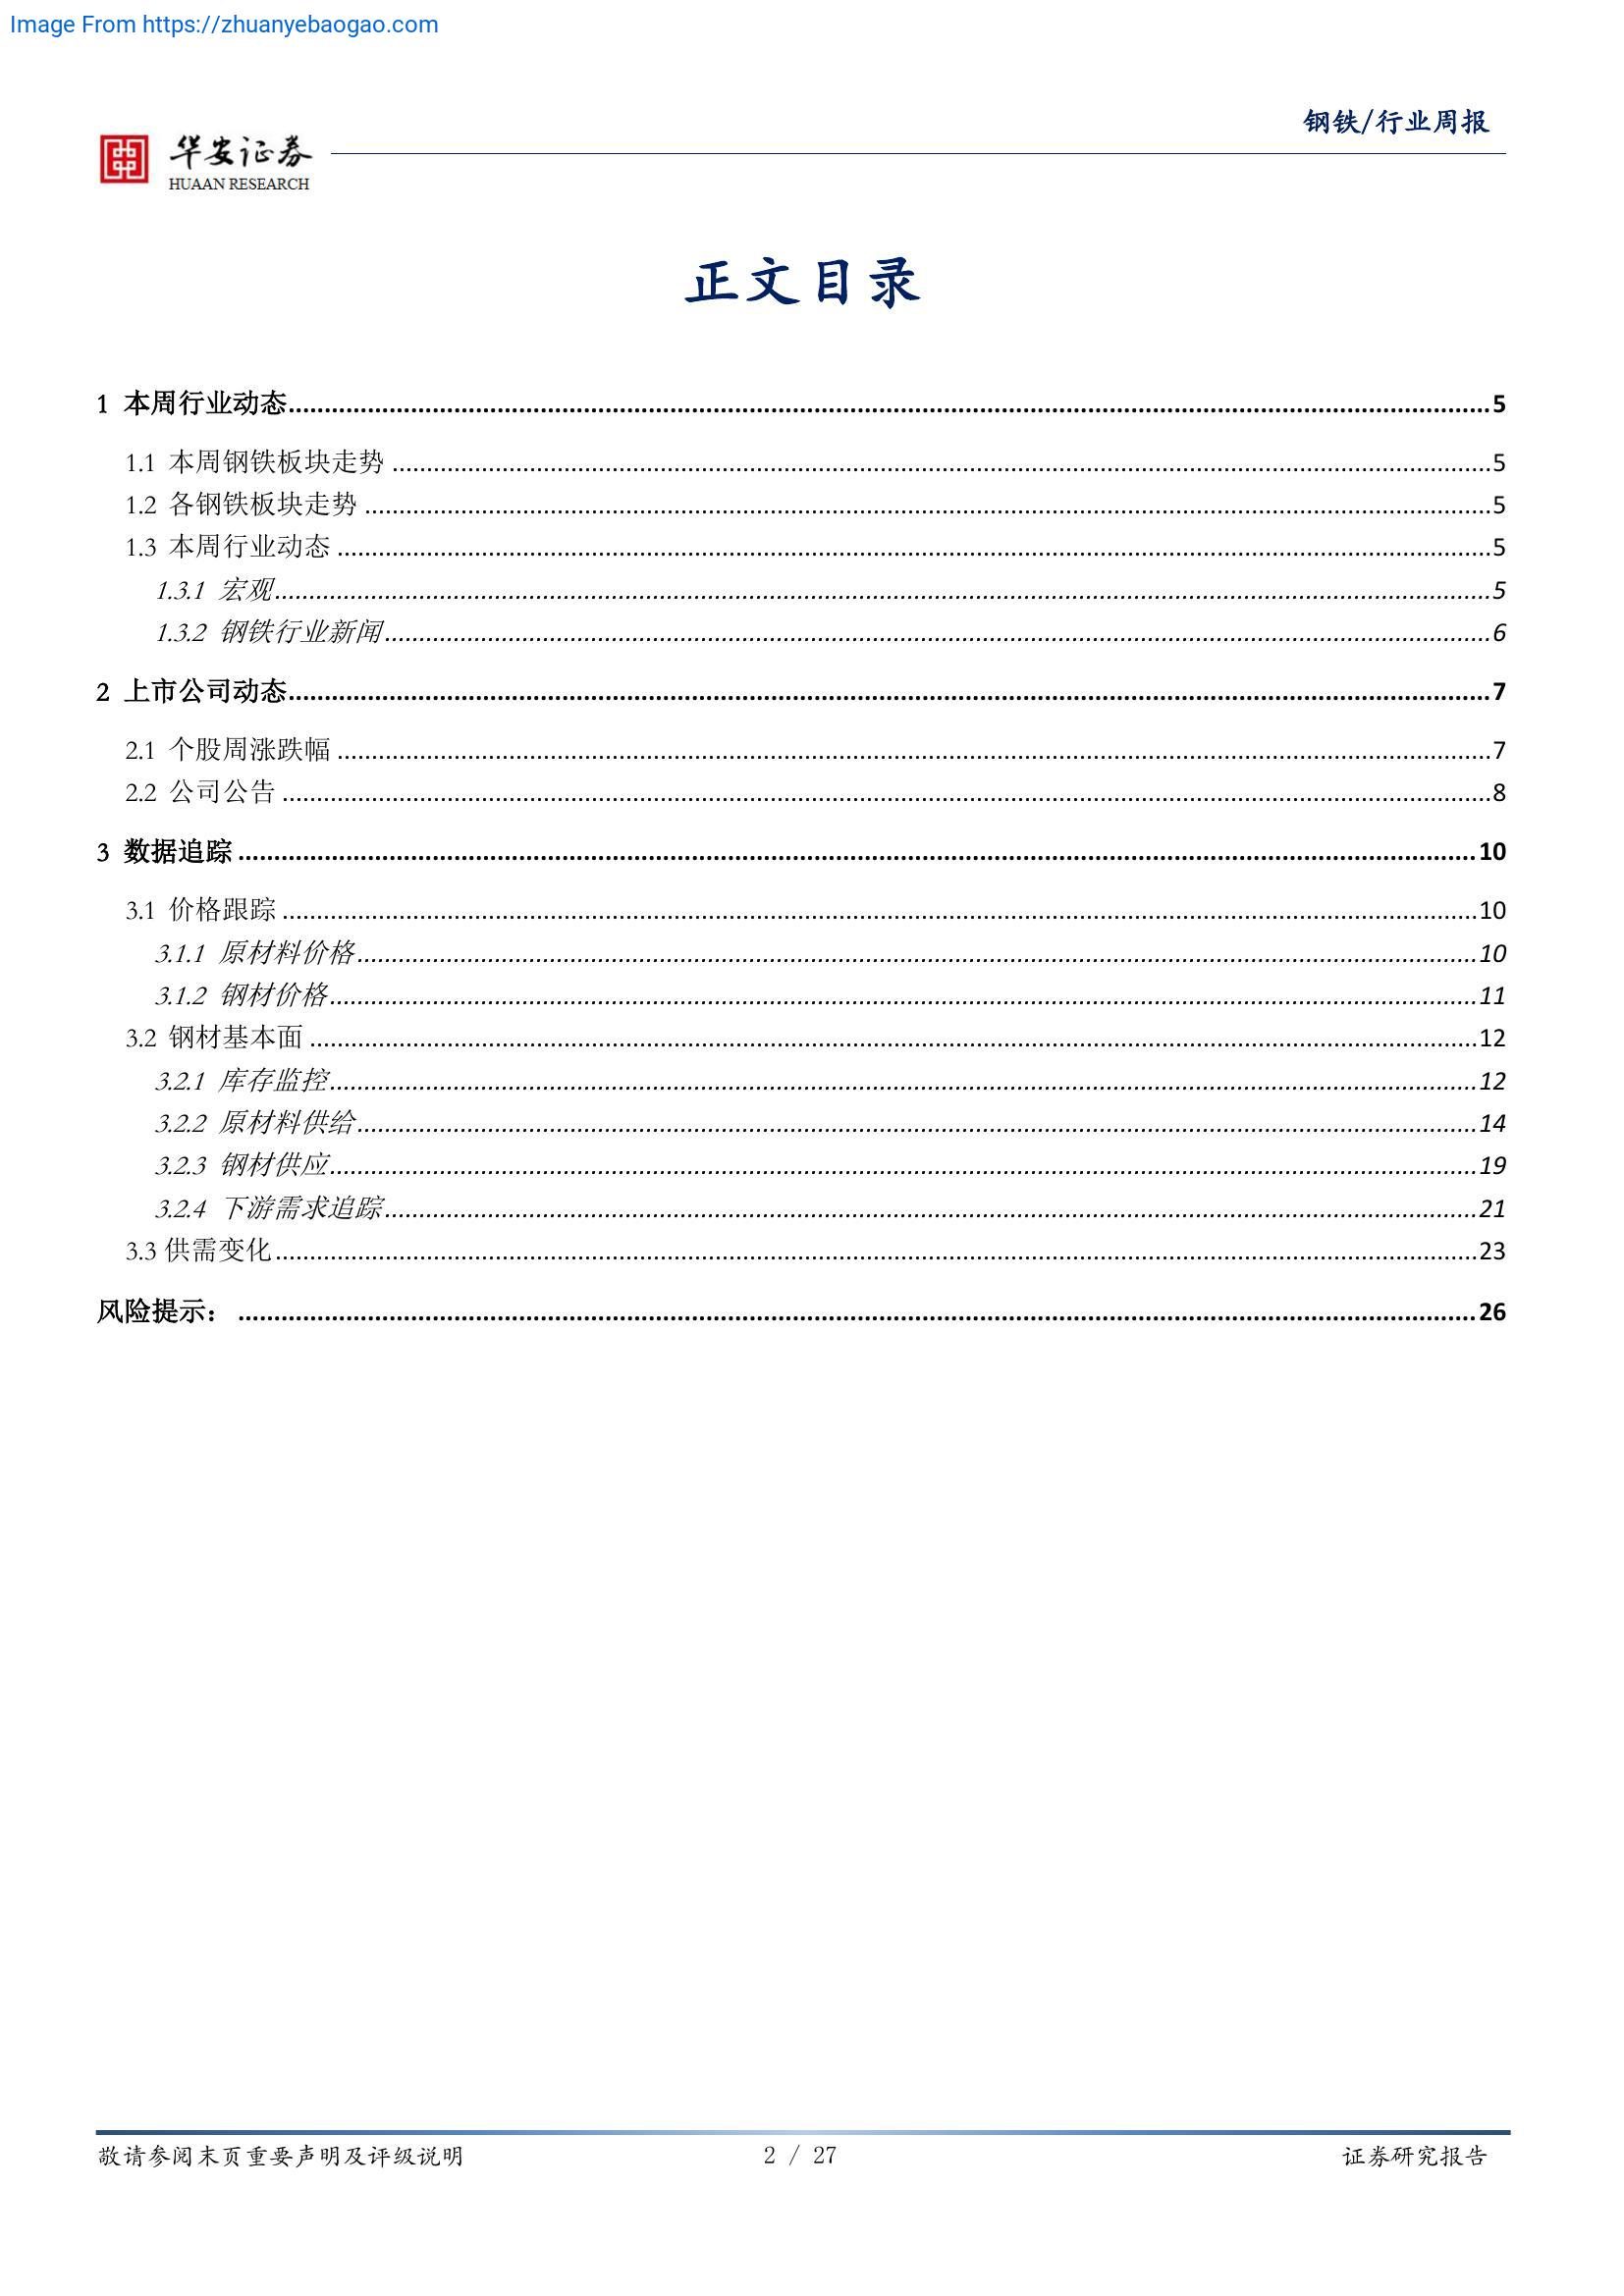 Image From https://zhuanyebaogao.com
钢铁/行业周报
华安证券
HUAAN RESEARCH
正文目录
1 本周行业动态....................5
1.1 本周钢铁板块走势....................5
1.2 各钢铁板块走势....................5
1.3 本周行业动态....................5
1.3.1 宏观....................5
1.3.2 钢铁行业新闻....................6
2 上市公司动态....................7
2.1 个股周涨跌幅....................7
2.2 公司公告....................8
3 数据追踪....................10
3.1 价格跟踪....................10
3.1.1 原材料价格....................10
3.1.2 钢材价格....................11
3.2 钢材基本面....................12
3.2.1 库存监控....................12
3.2.2 原材料供给....................14
3.2.3 钢材供应....................19
3.2.4 下游需求追踪....................21
3.3 供需变化....................23
风险提示：....................26
敬请参阅末页重要声明及评级说明 2 / 27 证券研究报告